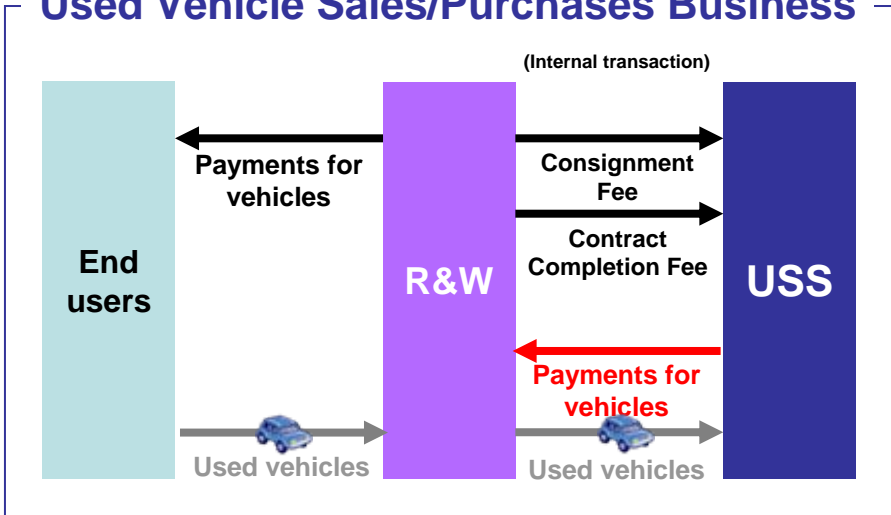 Used Vehicle Sales/Purchases Business
(Internal transaction)
Payments for
vehicles
Consignment
Fee
Contract
Completion Fee
End
users
R&W
USS
Payments for
vehicles
Used vehicles
Used vehicles